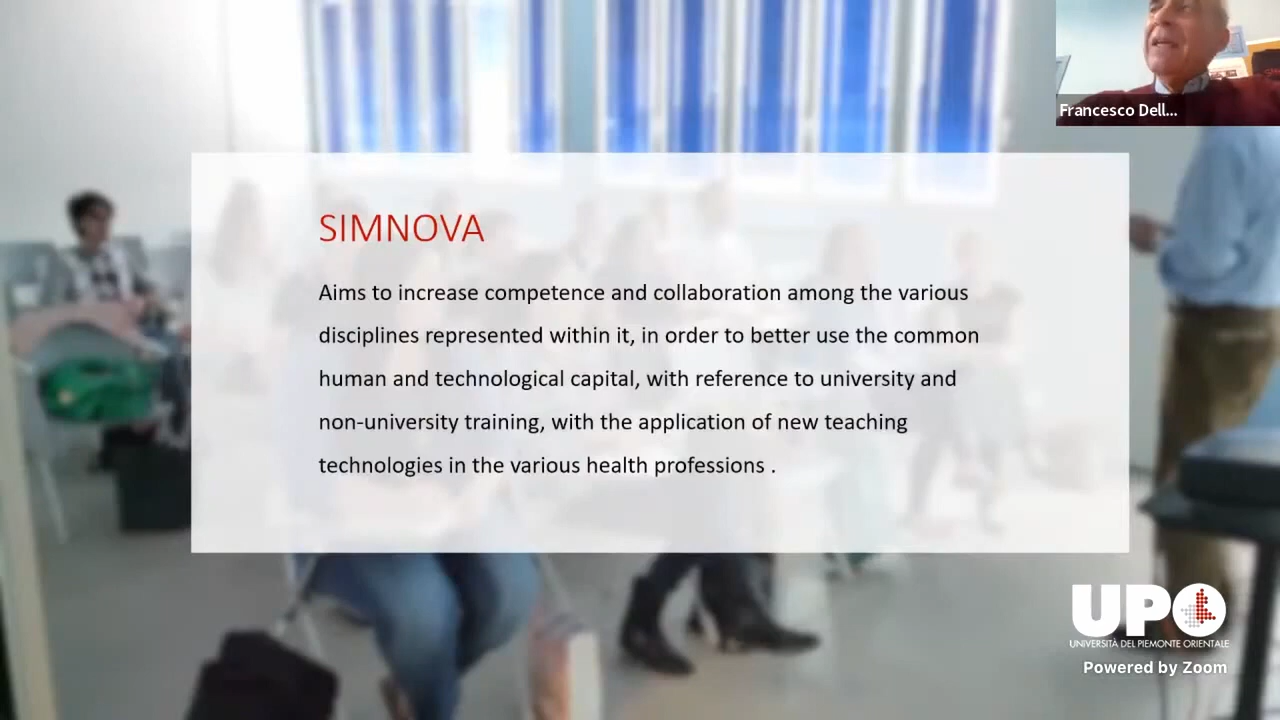 Francesco Dell...
SIMNOVA
Aims to increase competence and collaboration among the various
disciplines represented within it, in order to better use the common
human and technological capital, with reference to university and
non-university training, with the application of new teaching
technologies in the various health professions .
UPO
UNIVERSITÀ DEL PIEMONTE ORIENTALE
Powered by Zoom